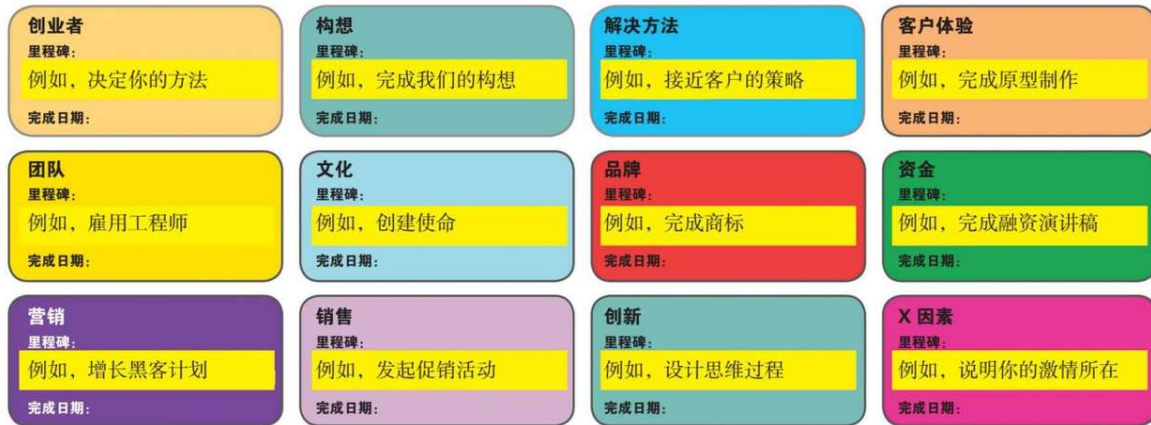 创业者
里程碑：
例如，决定你的方法
完成日期：
构想
里程碑：
例如，完成我们的构想
完成日期：
解决方法
里程碑：
例如，接近客户的策略
完成日期：
客户体验
里程碑：
例如，完成原型制作
完成日期：
团队
里程碑：
例如，雇用工程师
完成日期：
文化
里程碑：
例如，创建使命
完成日期：
品牌
里程碑：
例如，完成商标
完成日期：
资金
里程碑：
例如，完成融资演讲稿
完成日期：
营销
里程碑：
例如，增长黑客计划
完成日期：
销售
里程碑：
例如，发起促销活动
完成日期：
创新
里程碑：
例如，设计思维过程
完成日期：
X 因素
里程碑：
例如，说明你的激情所在
完成日期：